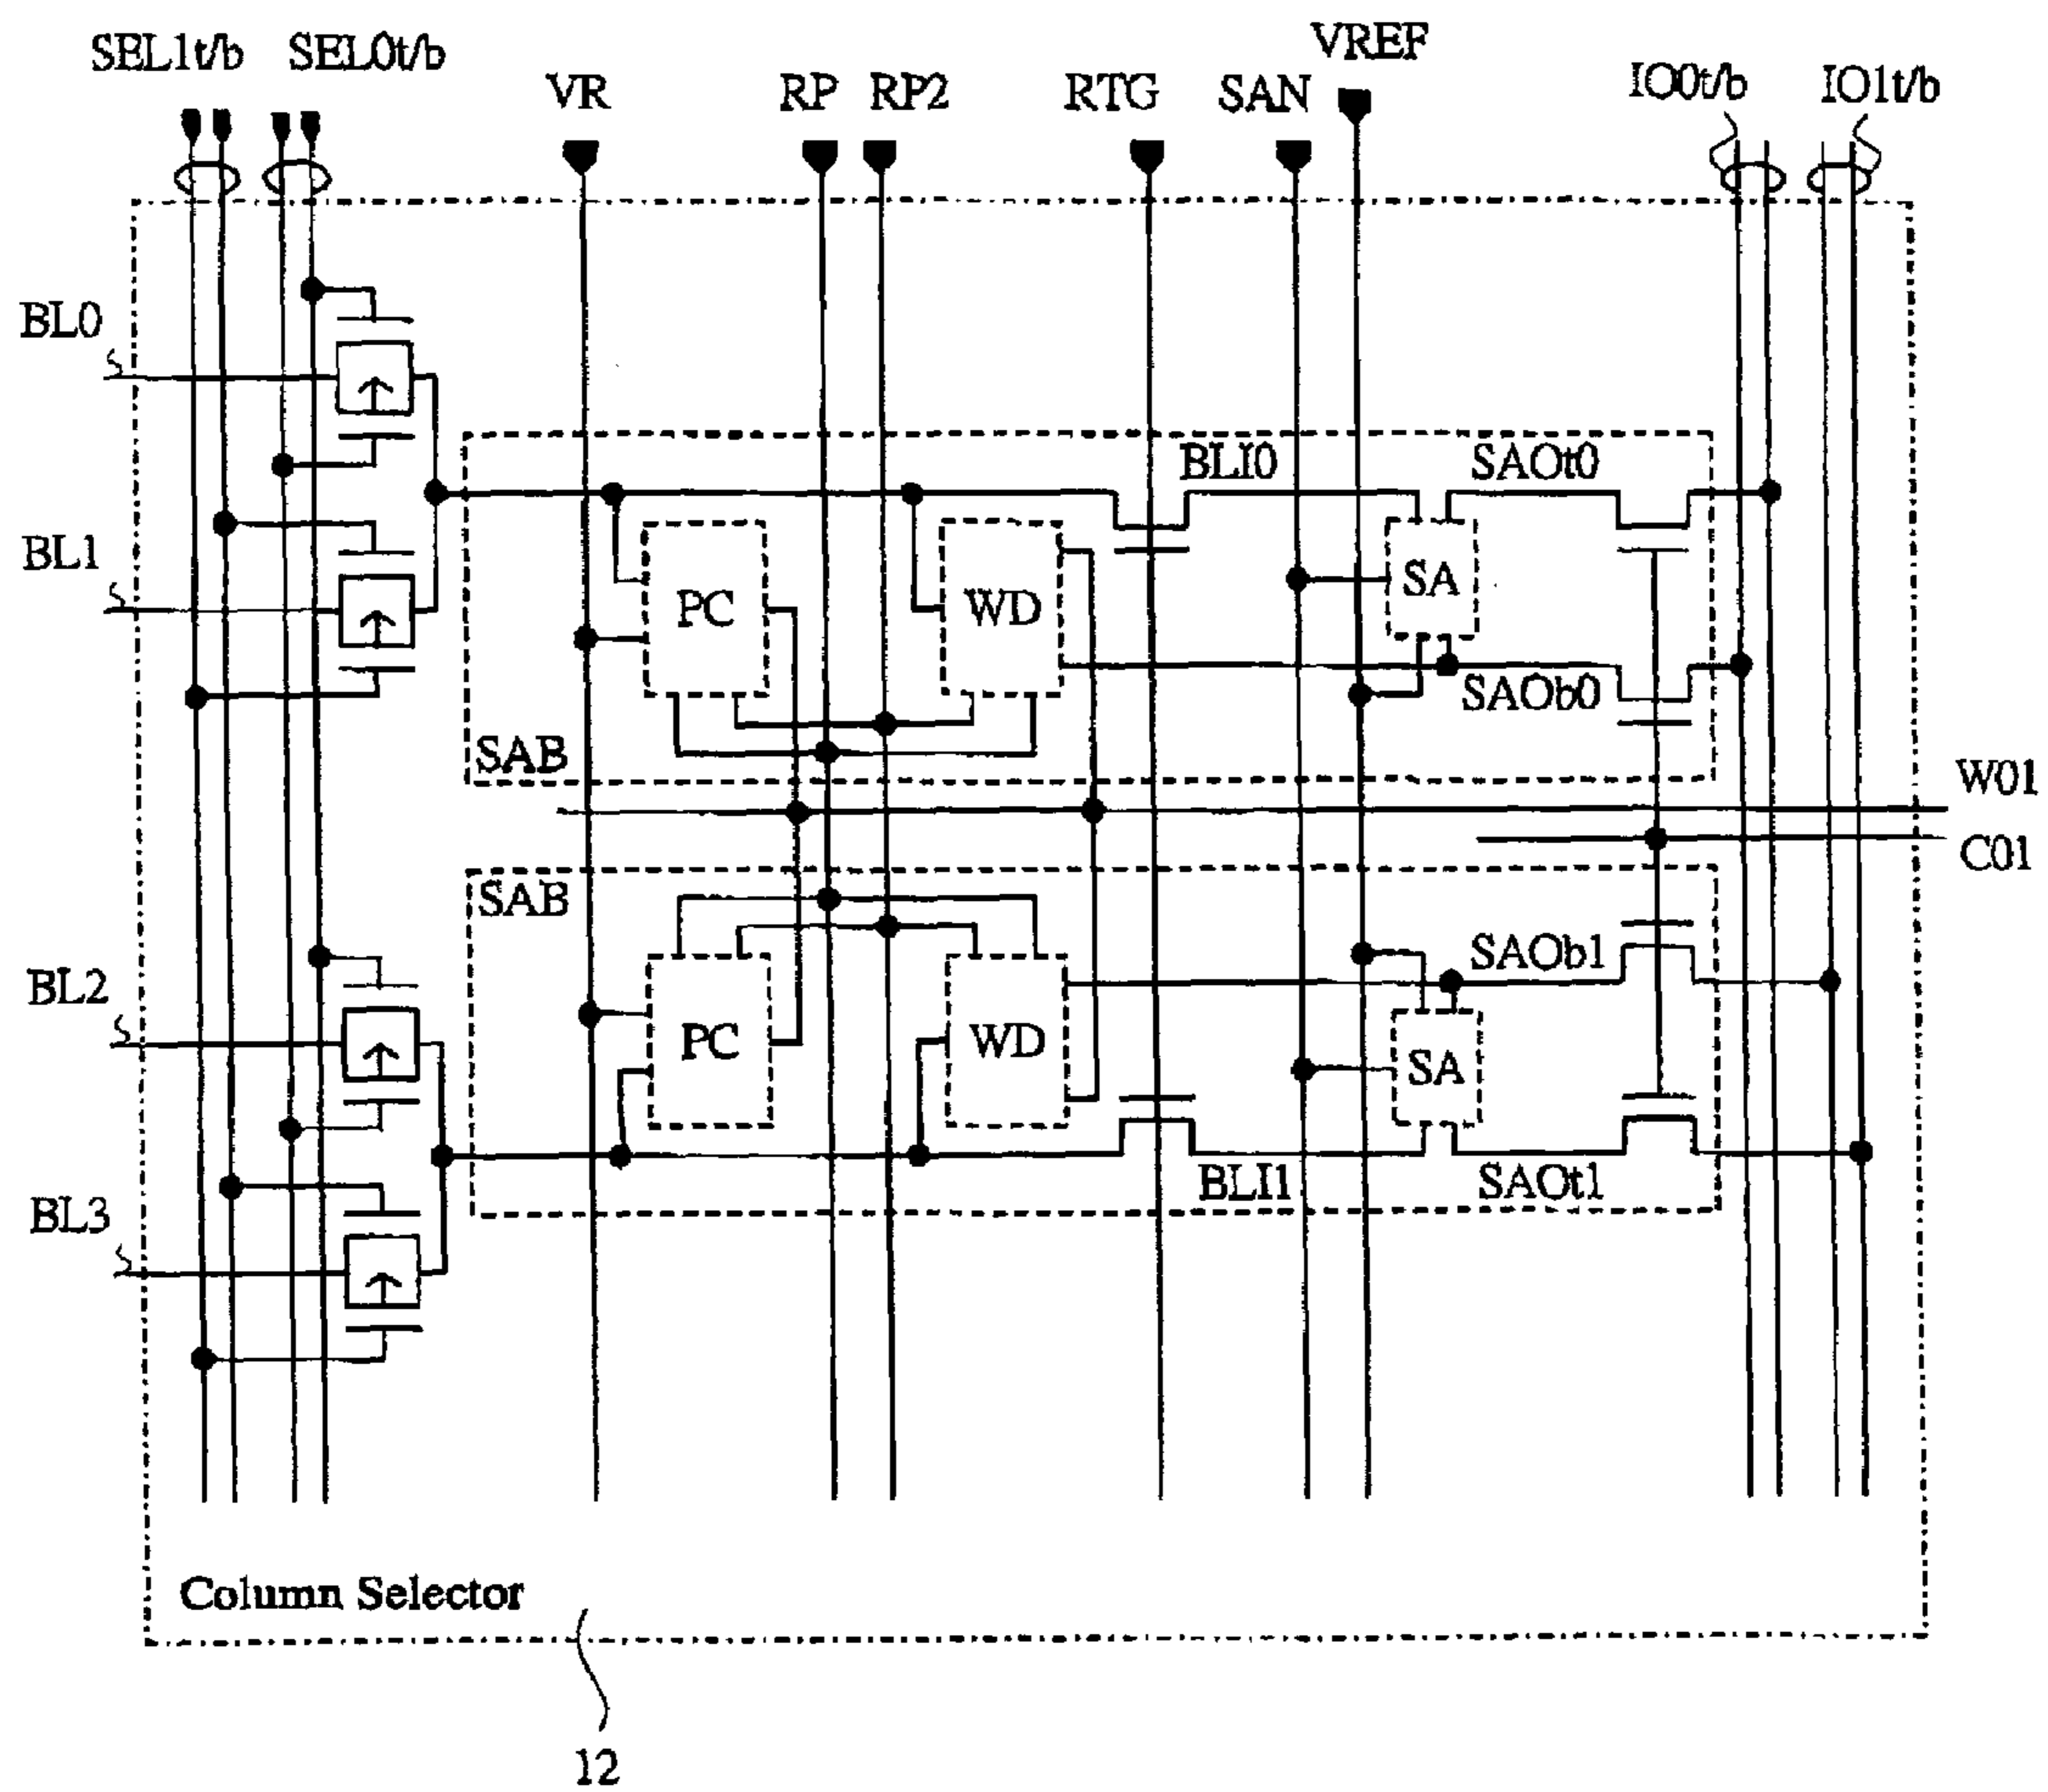 SEL1t/b SEL0t/b VR RP RP2 RTG SAN VREF IO0t/b IO1t/b
BL0
BLI0 SAOt0
BL1
PC WD SA
SAOb0
SAB
W01
C01
SAB
SAOb1
BL2
PC WD SA
BLI1 SAOt1
BL3
Column Selector
12